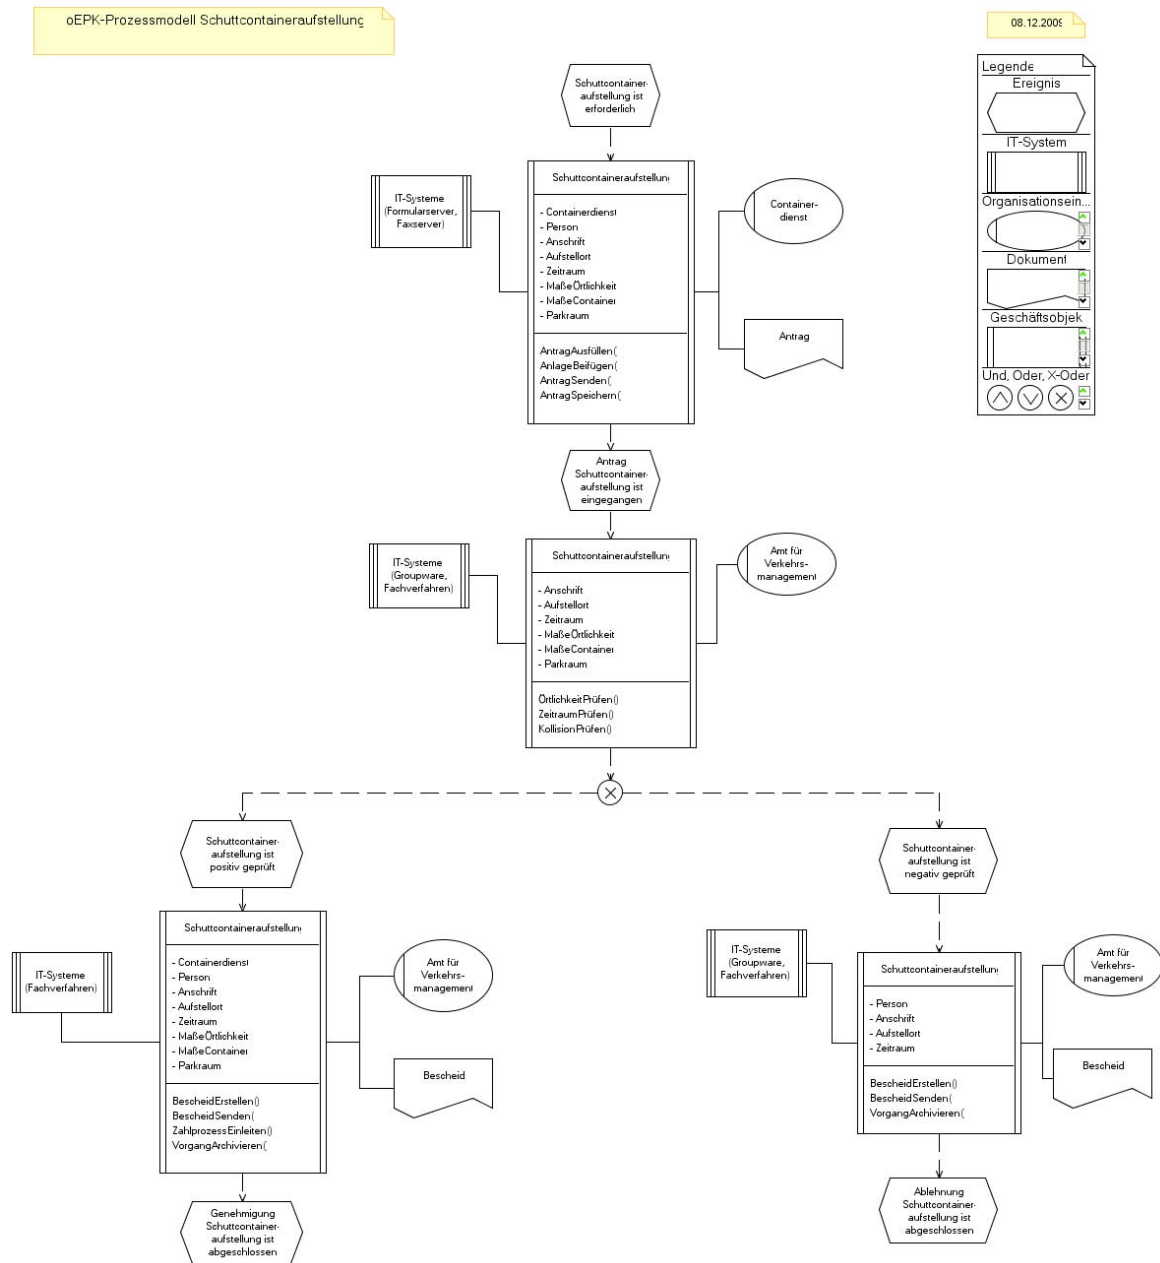 oEPK-Prozessmodell Schuttcontaineraufstellung
08.12.2009
Legende
Ereignis
IT-System
Organisationsein...
Dokument
Geschäftsobjek
Und, Oder, X-Oder
Schuttcontainer-
aufstellung ist
erforderlich
IT-Systeme
(Formularserver,
Faxserver)
Schuttcontaineraufstellung
- Containerdienst
- Person
- Anschrift
- Aufstellort
- Zeitraum
- MaßeÖrtlichkeit
- MaßeContainer
- Parkraum
AntragAusfüllen(
AnlageBeifügen(
AntragSenden(
AntragSpeichern(
Container-
dienst
Antrag
Antrag
Schuttcontainer-
aufstellung ist
eingegangen
IT-Systeme
(Groupware,
Fachverfahren)
Schuttcontaineraufstellung
- Anschrift
- Aufstellort
- Zeitraum
- MaßeÖrtlichkeit
- MaßeContainer
- Parkraum
ÖrtlichkeitPrüfen()
ZeitraumPrüfen()
KollisionPrüfen()
Amt für
Verkehrs-
management
Schuttcontainer-
aufstellung ist
positiv geprüft
IT-Systeme
(Fachverfahren)
Schuttcontaineraufstellung
- Containerdienst
- Person
- Anschrift
- Aufstellort
- Zeitraum
- MaßeÖrtlichkeit
- MaßeContainer
- Parkraum
BescheidErstellen()
BescheidSenden(
ZahlprozessEinleiten()
VorgangArchivieren(
Amt für
Verkehrs-
management
Bescheid
Genehmigung
Schuttcontainer-
aufstellung ist
abgeschlossen
Schuttcontainer-
aufstellung ist
negativ geprüft
IT-Systeme
(Groupware,
Fachverfahren)
Schuttcontaineraufstellung
- Person
- Anschrift
- Aufstellort
- Zeitraum
BescheidErstellen()
BescheidSenden(
VorgangArchivieren(
Amt für
Verkehrs-
management
Bescheid
Ablehnung
Schuttcontainer-
aufstellung ist
abgeschlossen